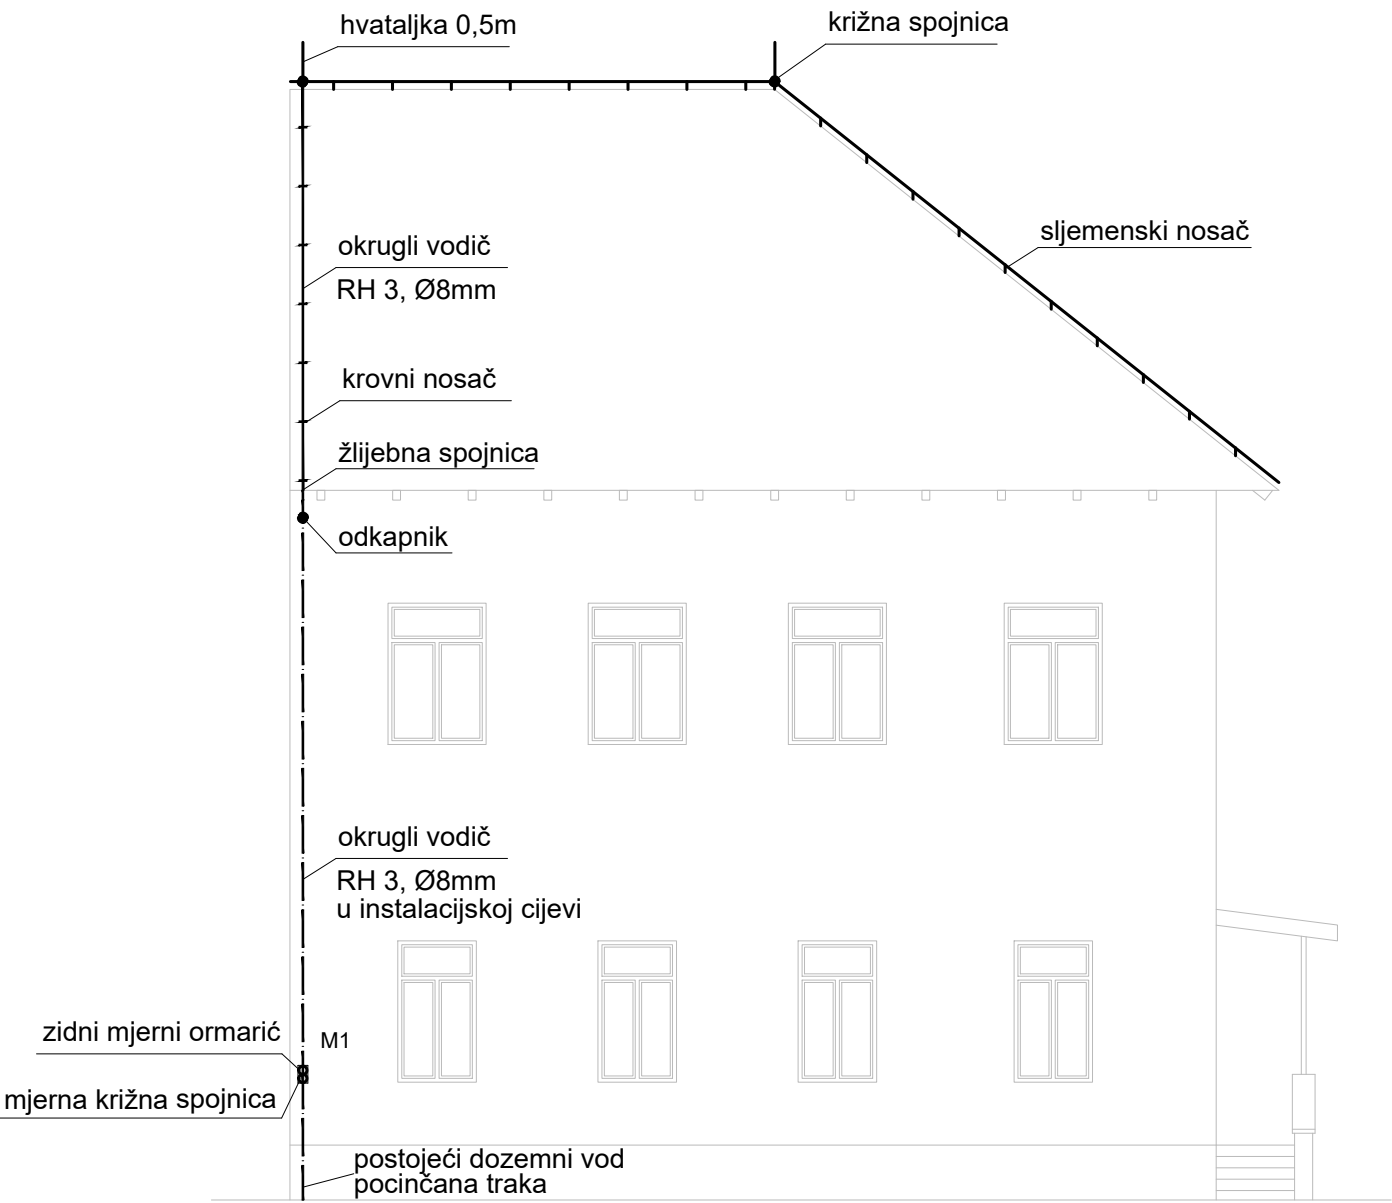 hvataljka 0,5m
križna spojnica
sljemenski nosač
okrugli vodič
RH 3, Ø8mm
krovni nosač
žlijebna spojnica
odkapnik
okrugli vodič
RH 3, Ø8mm
u instalacijskoj cijevi
zidni mjerni ormarić
M1
mjerna križna spojnica
postojeći dozemni vod
pocinčana traka